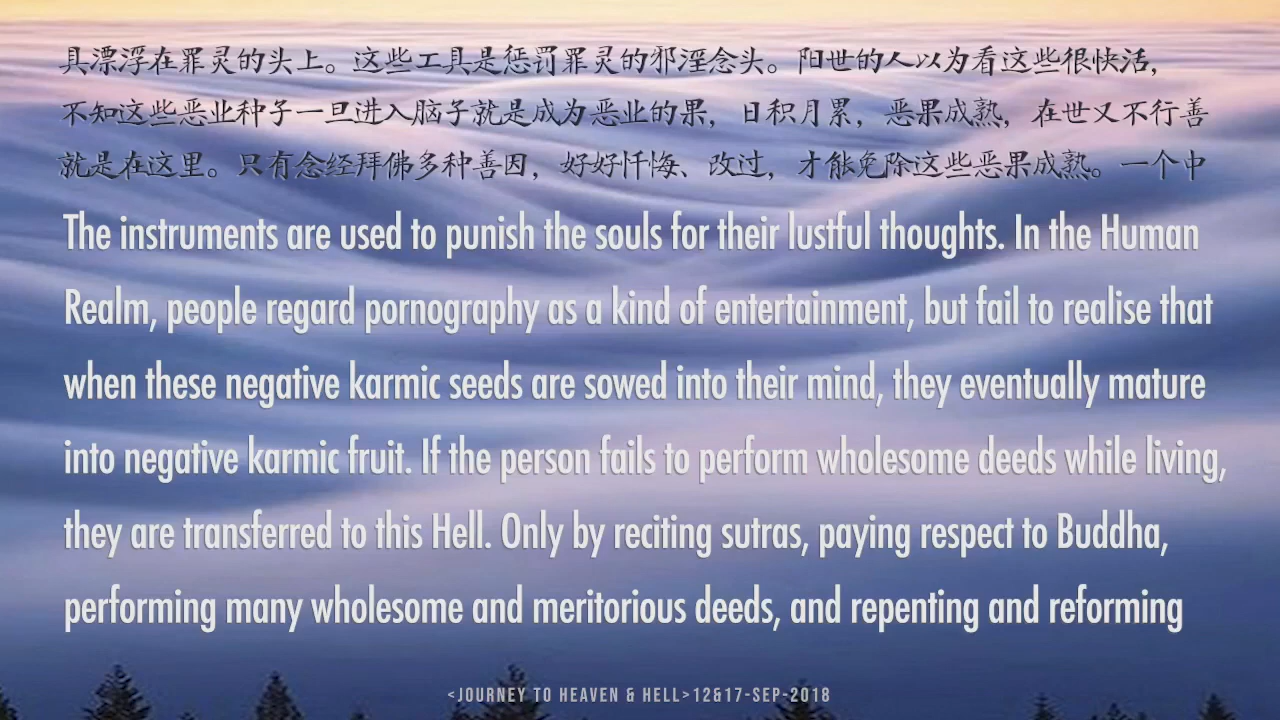 具漂浮在罪灵的头上。这些工具是惩罚罪灵的邪淫念头。阳世的人以为看这些很快活，
不知这些恶业种子一旦进入脑子就是成为恶业的果，日积月累，恶果成熟，在世又不行善
就是在这里。只有念经拜佛多种善因，好好忏悔、改过，才能免除这些恶果成熟。一个中
The instruments are used to punish the souls for their lustful thoughts. In the Human
Realm, people regard pornography as a kind of entertainment, but fail to realise that
when these negative karmic seeds are sowed into their mind, they eventually mature
into negative karmic fruit. If the person fails to perform wholesome deeds while living,
they are transferred to this Hell. Only by reciting sutras, paying respect to Buddha,
performing many wholesome and meritorious deeds, and repenting and reforming
<JOURNEY TO HEAVEN & HELL>12&17-SEP-2018